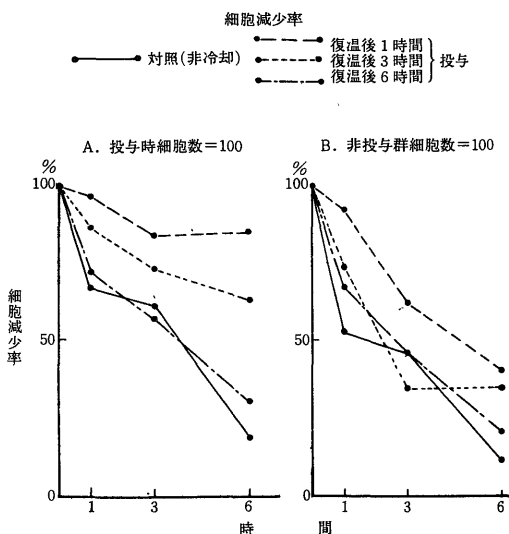 細胞減少率
対照(非冷却)
復温後1時間
復温後3時間
復温後6時間
投与
A. 投与時細胞数=100
B. 非投与群細胞数=100
%
100
50
0
1
3
6
%
100
50
0
1
3
6
細胞減少率
時間